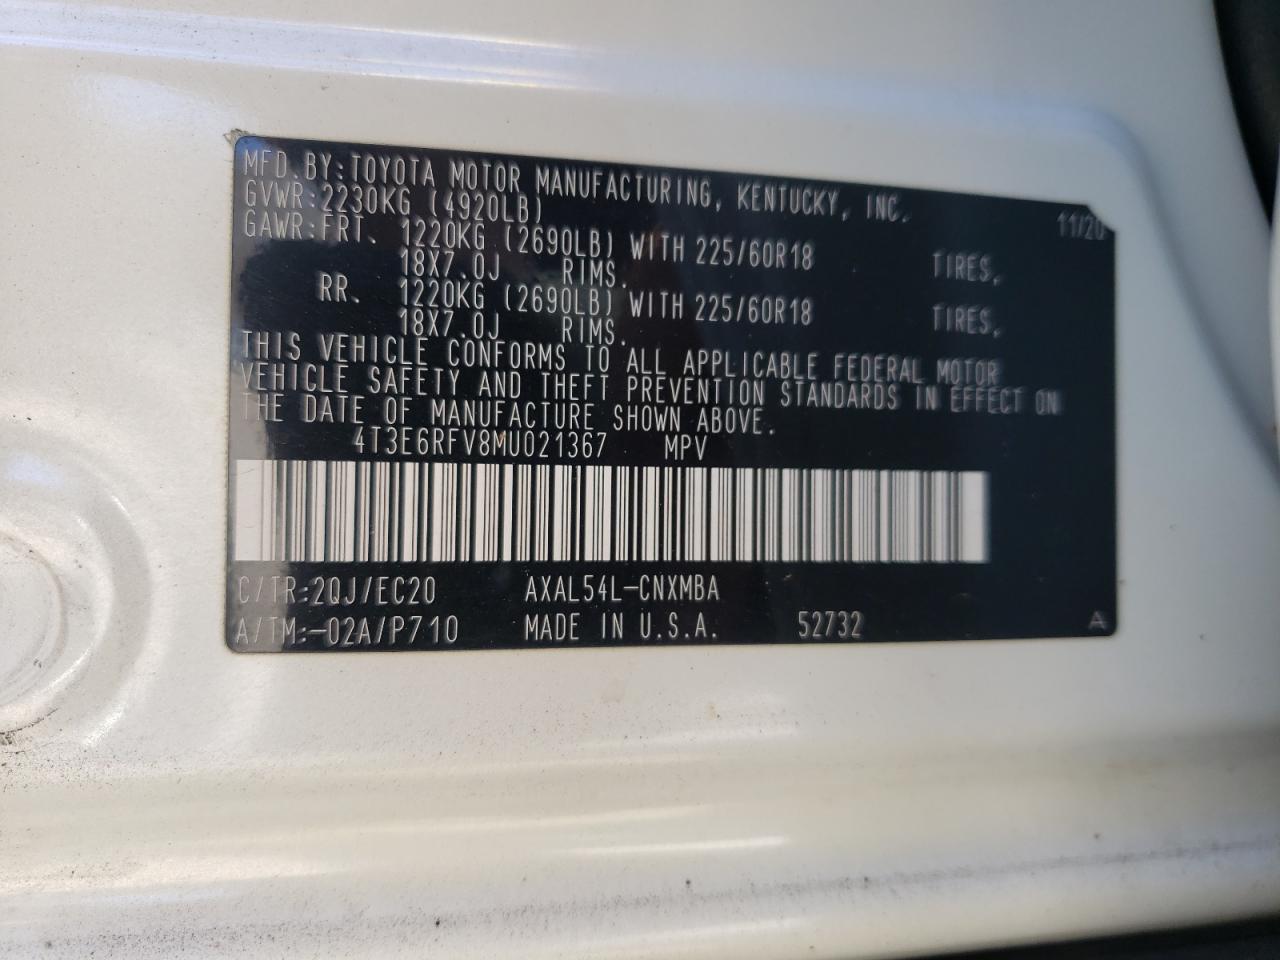 MFD.BY:TOYOTA MOTOR MANUFACTURING, KENTUCKY, INC. 11/20
GVWR:2230KG (4920LB)
GAWR:FRT. 1220KG (2690LB) WITH 225/60R18 TIRES,
18X7.0J RIMS.
RR. 1220KG (2690LB) WITH 225/60R18 TIRES,
18X7.0J RIMS.
THIS VEHICLE CONFORMS TO ALL APPLICABLE FEDERAL MOTOR
VEHICLE SAFETY AND THEFT PREVENTION STANDARDS IN EFFECT ON
THE DATE OF MANUFACTURE SHOWN ABOVE.
4T3E6RFV8MU021367 MPV
C/TR:2QJ/EC20 AXAL54L-CNXMBA
A/TM:-02A/P710 MADE IN U.S.A. 52732 A